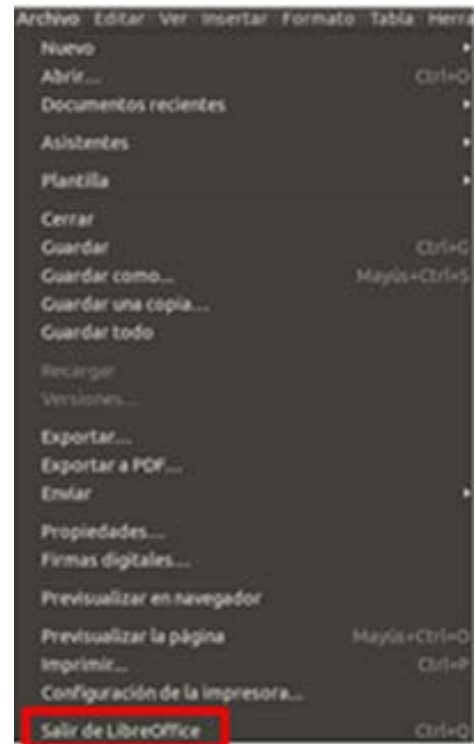 Archivo Editar Ver Insertar Formato Tabla Herra
Nuevo
Abrir... Ctrl+O
Documentos recientes
Asistentes
Plantilla
Cerrar
Guardar Ctrl+G
Guardar como... Mayús+Ctrl+S
Guardar una copia...
Guardar todo
Recargar
Versiones...
Exportar...
Exportar a PDF...
Enviar
Propiedades...
Firmas digitales...
Previsualizar en navegador
Previsualizar la página Mayús+Ctrl+O
Imprimir... Ctrl+P
Configuración de la impresora...
Salir de LibreOffice Ctrl+Q